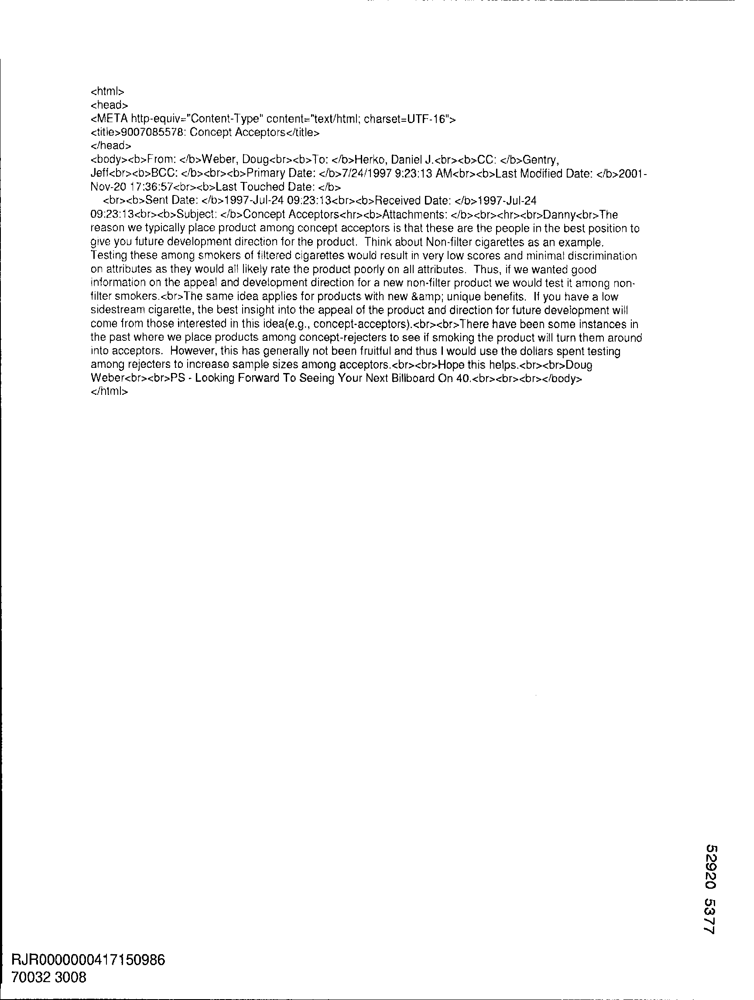 <html>
<head>
<META http-equiv="Content-Type" content="text/html; charset=UTF-16">
<title>9007085578: Concept Acceptors</title>
</head>
<body><b>From: </b>Weber, Doug<br><b>To: </b>Herko, Daniel J.<br><b>CC: </b>Gentry,
Jeff<br><b>BCC: </b><br><b>Primary Date: </b>7/24/1997 9:23:13 AM<br><b>Last Modified Date: </b>2001-
Nov-20 17:36:57<br><b>Last Touched Date: </b>
<br><b>Sent Date: </b>1997-Jul-24 09:23:13<br><b>Received Date: </b>1997-Jul-24
09:23:13<br><b>Subject: </b>Concept Acceptors<hr><b>Attachments: </b><br><hr><br>Danny<br>The
reason we typically place product among concept acceptors is that these are the people in the best position to
give you future development direction for the product. Think about Non-filter cigarettes as an example.
Testing these among smokers of filtered cigarettes would result in very low scores and minimal discrimination
on attributes as they would all likely rate the product poorly on all attributes. Thus, if we wanted good
information on the appeal and development direction for a new non-filter product we would test it among non-
filter smokers.<br>The same idea applies for products with new &amp; unique benefits. If you have a low
sidestream cigarette, the best insight into the appeal of the product and direction for future development will
come from those interested in this idea(e.g., concept-acceptors).<br><br>There have been some instances in
the past where we place products among concept-rejecters to see if smoking the product will turn them around
into acceptors. However, this has generally not been fruitful and thus I would use the dollars spent testing
among rejecters to increase sample sizes among acceptors.<br><br>Hope this helps.<br><br>Doug
Weber<br><br>PS - Looking Forward To Seeing Your Next Billboard On 40.<br><br><br></body>
</html>
52920 5377
RJR0000000417150986
70032 3008